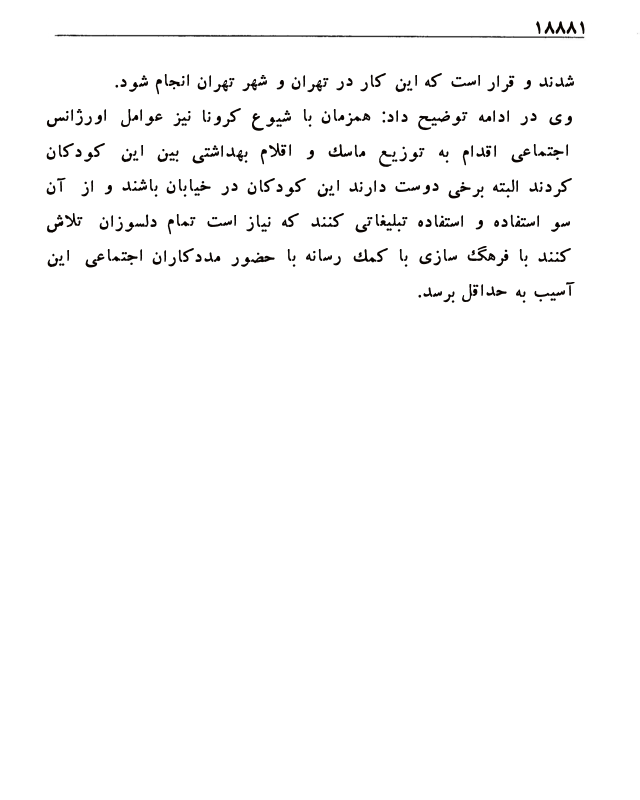 ۱۸۸۸۱
شدند و قرار است که این کار در تهران و شهر تهران انجام شود.
وی در ادامه توضیح داد: همزمان با شیوع کرونا نیز عوامل اورژانس
اجتماعی اقدام به توزیع ماسك و اقلام بهداشتی بین این کودکان
کردند البته برخی دوست دارند این کودکان در خیابان باشند و از آن
سو استفاده و استفاده تبلیغاتی کنند که نیاز است تمام دلسوزان تلاش
کنند با فرهنگ سازی با کمك رسانه با حضور مددکاران اجتماعی این
آسیب به حداقل برسد.